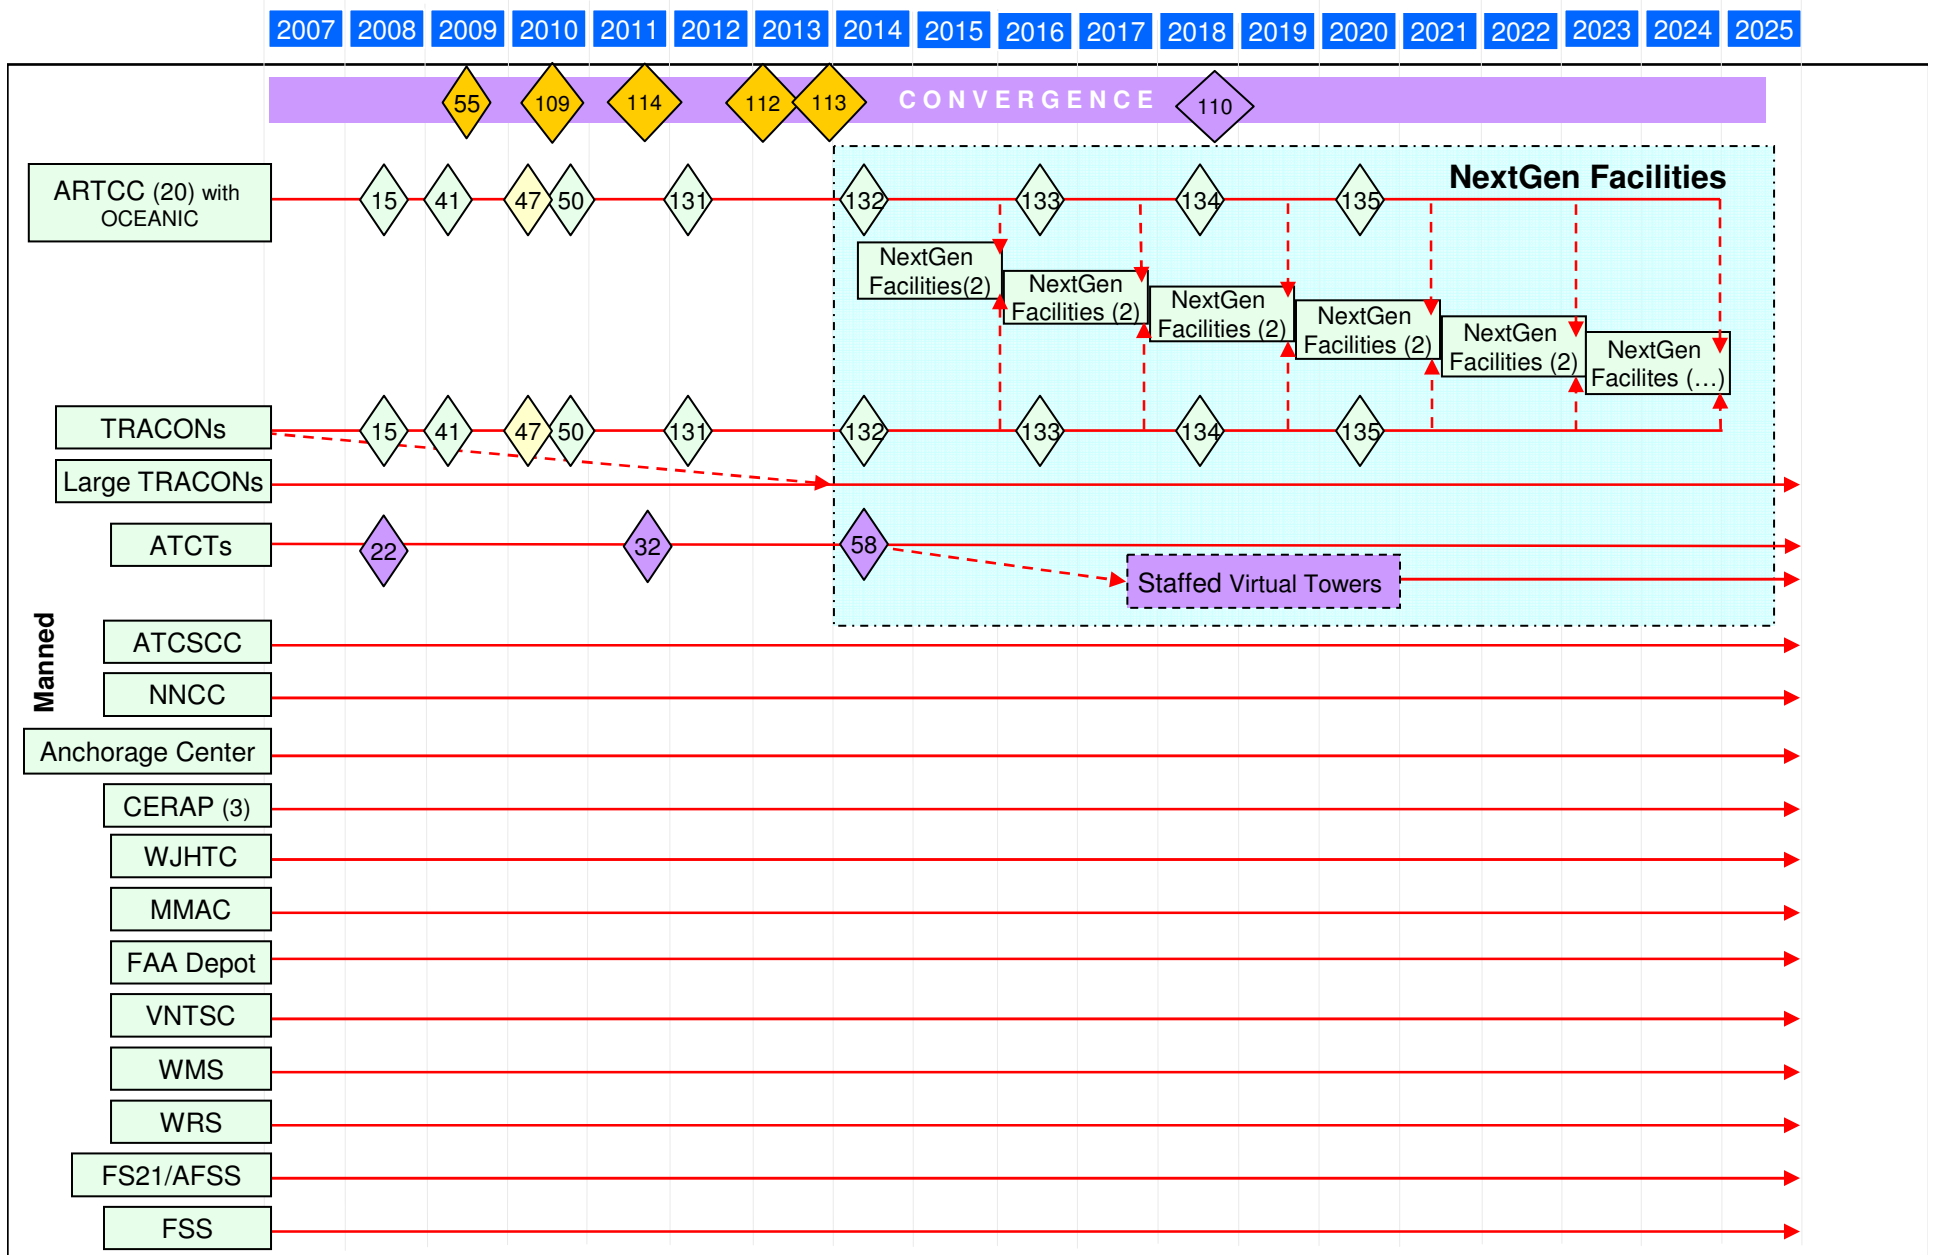 2007 2008 2009 2010 2011 2012 2013 2014 2015 2016 2017 2018 2019 2020 2021 2022 2023 2024 2025
55 109 114 112 113 CONVERGENCE 110
NextGen Facilities
ARTCC (20) with
OCEANIC
15 41 47 50 131 132 133 134 135
NextGen
Facilities(2)
NextGen
Facilities (2)
NextGen
Facilities (2)
NextGen
Facilities (2)
NextGen
Facilities (2)
NextGen
Facilites (...)
TRACONs
15 41 47 50 131 132 133 134 135
Large TRACONs
ATCTs
22 32 58
Staffed Virtual Towers
Manned
ATCSCC
NNCC
Anchorage Center
CERAP (3)
WJHTC
MMAC
FAA Depot
VNTSC
WMS
WRS
FS21/AFSS
FSS